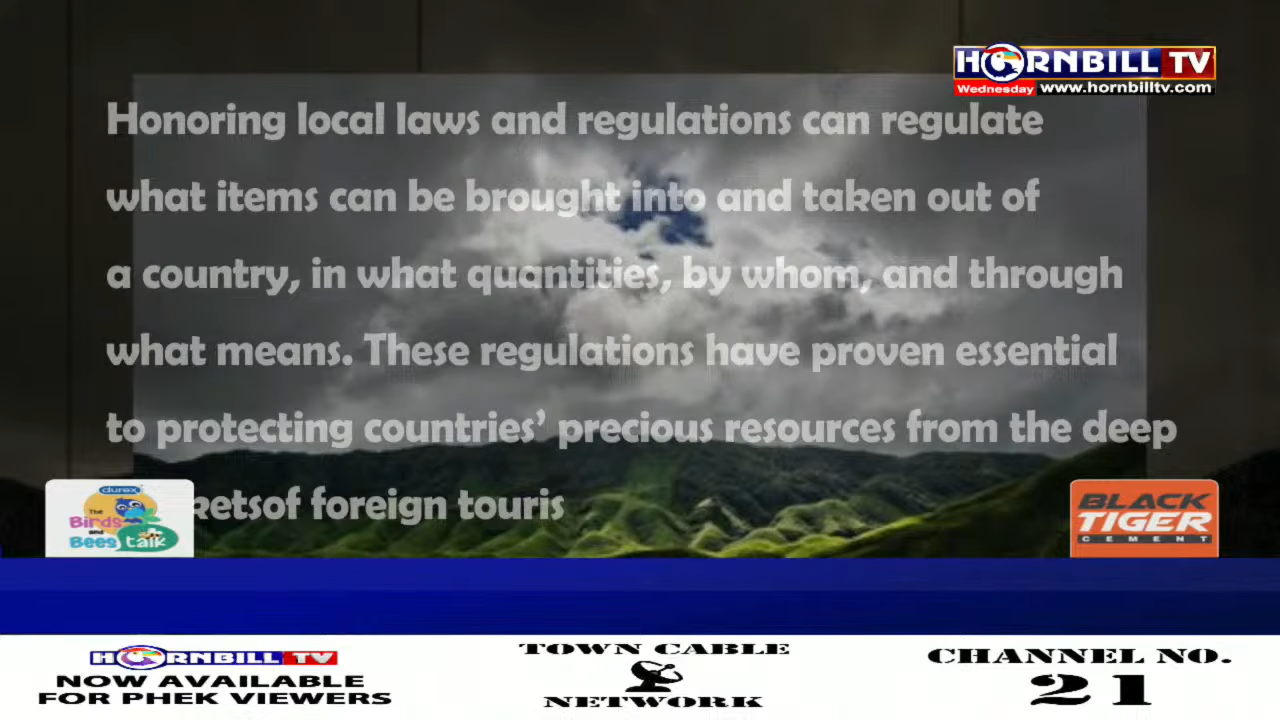 HORNBILL TV
Wednesday www.hornbilltv.com
Honoring local laws and regulations can regulate
what items can be brought into and taken out of
a country, in what quantities, by whom, and through
what means. These regulations have proven essential
to protecting countries' precious resources from the deep
ketsof foreign touris
durex
The
Birds
and
Bees talk
BLACK
TIGER
CEMENT
HORNBILL TV
NOW AVAILABLE
FOR PHEK VIEWERS
TOWN CABLE
NETWORK
CHANNEL NO.
21